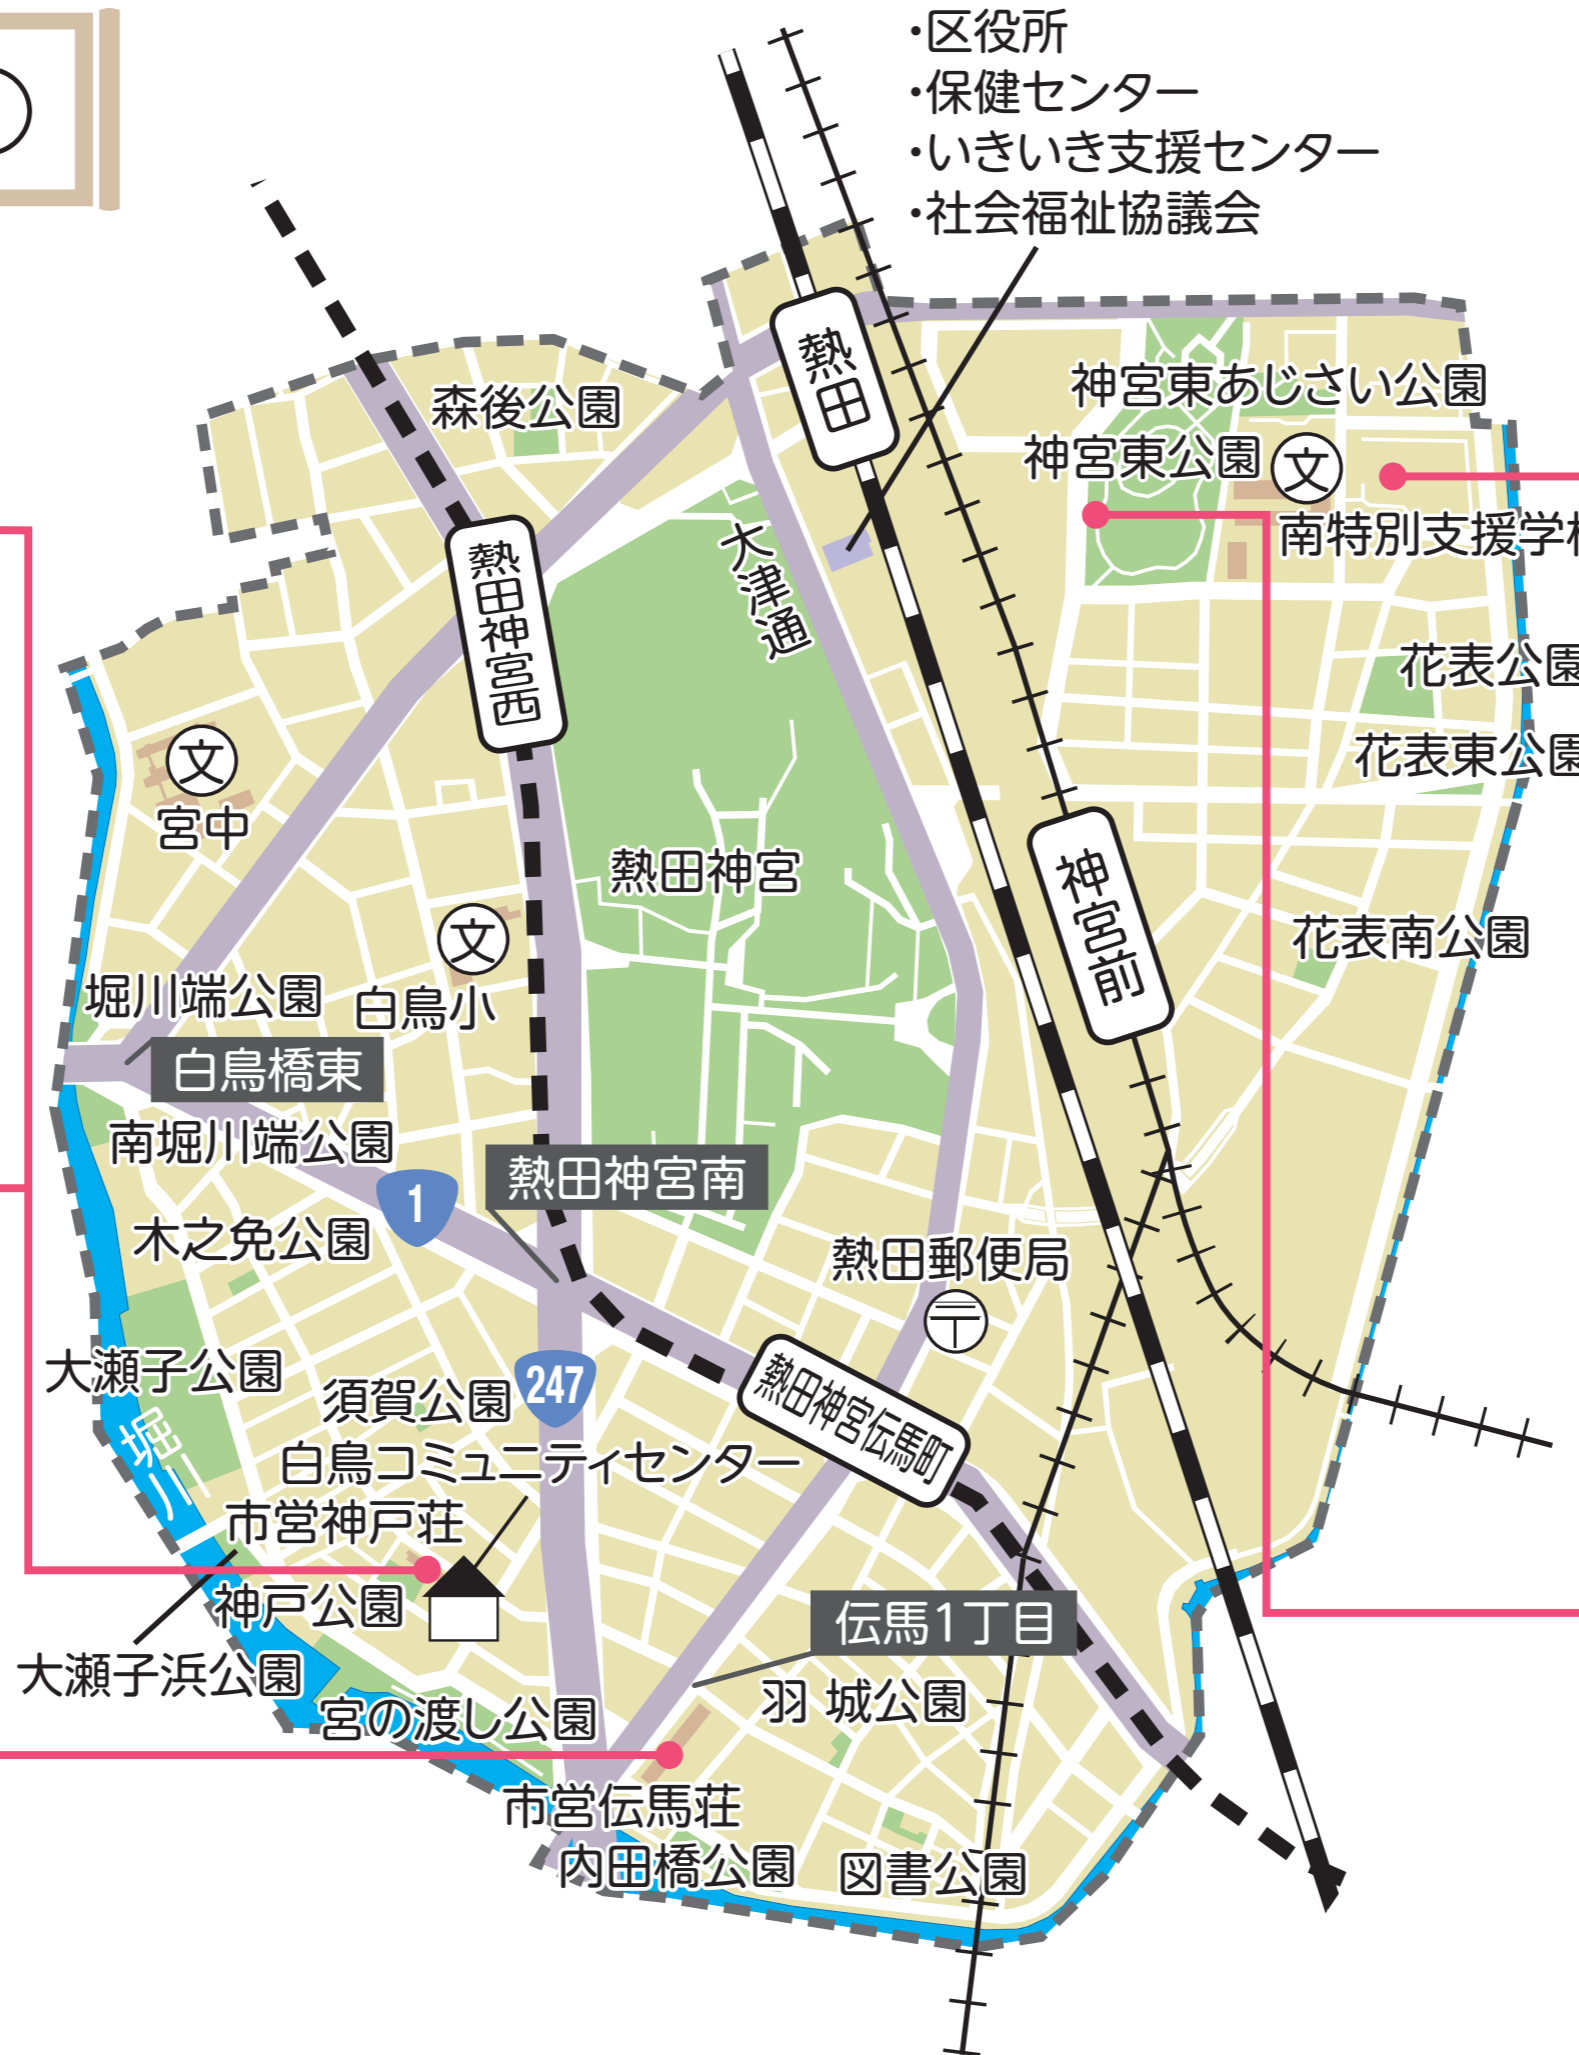 ・区役所
・保健センター
・いきいき支援センター
・社会福祉協議会
熱田
森後公園
神宮東あじさい公園
神宮東公園
文
南特別支援学校
大津通
熱田神宮西
花表公園
花表東公園
文
宮中
熱田神宮
神宮前
文
白鳥小
花表南公園
堀川端公園
白鳥橋東
南堀川端公園
熱田神宮南
1
木之免公園
熱田郵便局
〒
大瀬子公園
247
須賀公園
熱田神宮伝馬町
堀川
白鳥コミュニティセンター
市営神戸荘
神戸公園
大瀬子浜公園
伝馬1丁目
羽城公園
宮の渡し公園
市営伝馬荘
内田橋公園
図書公園